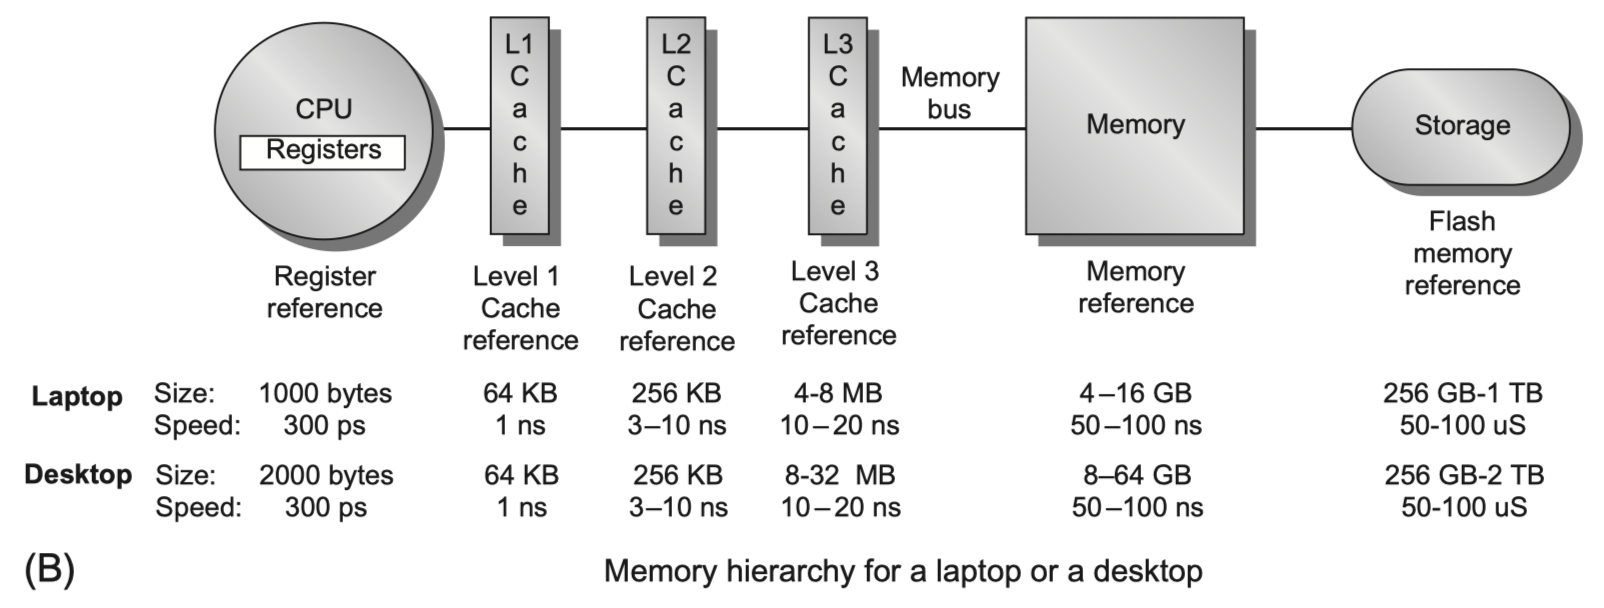 CPU
Registers
L1
C
a
c
h
e
L2
C
a
c
h
e
L3
C
a
c
h
e
Memory
bus
Memory
Storage
Register
reference
Level 1
Cache
reference
Level 2
Cache
reference
Level 3
Cache
reference
Memory
reference
Flash
memory
reference
Laptop Size: 1000 bytes 64 KB 256 KB 4-8 MB 4–16 GB 256 GB-1 TB
Speed: 300 ps 1 ns 3–10 ns 10–20 ns 50–100 ns 50-100 uS
Desktop Size: 2000 bytes 64 KB 256 KB 8-32 MB 8–64 GB 256 GB-2 TB
Speed: 300 ps 1 ns 3–10 ns 10–20 ns 50–100 ns 50-100 uS
(B) Memory hierarchy for a laptop or a desktop